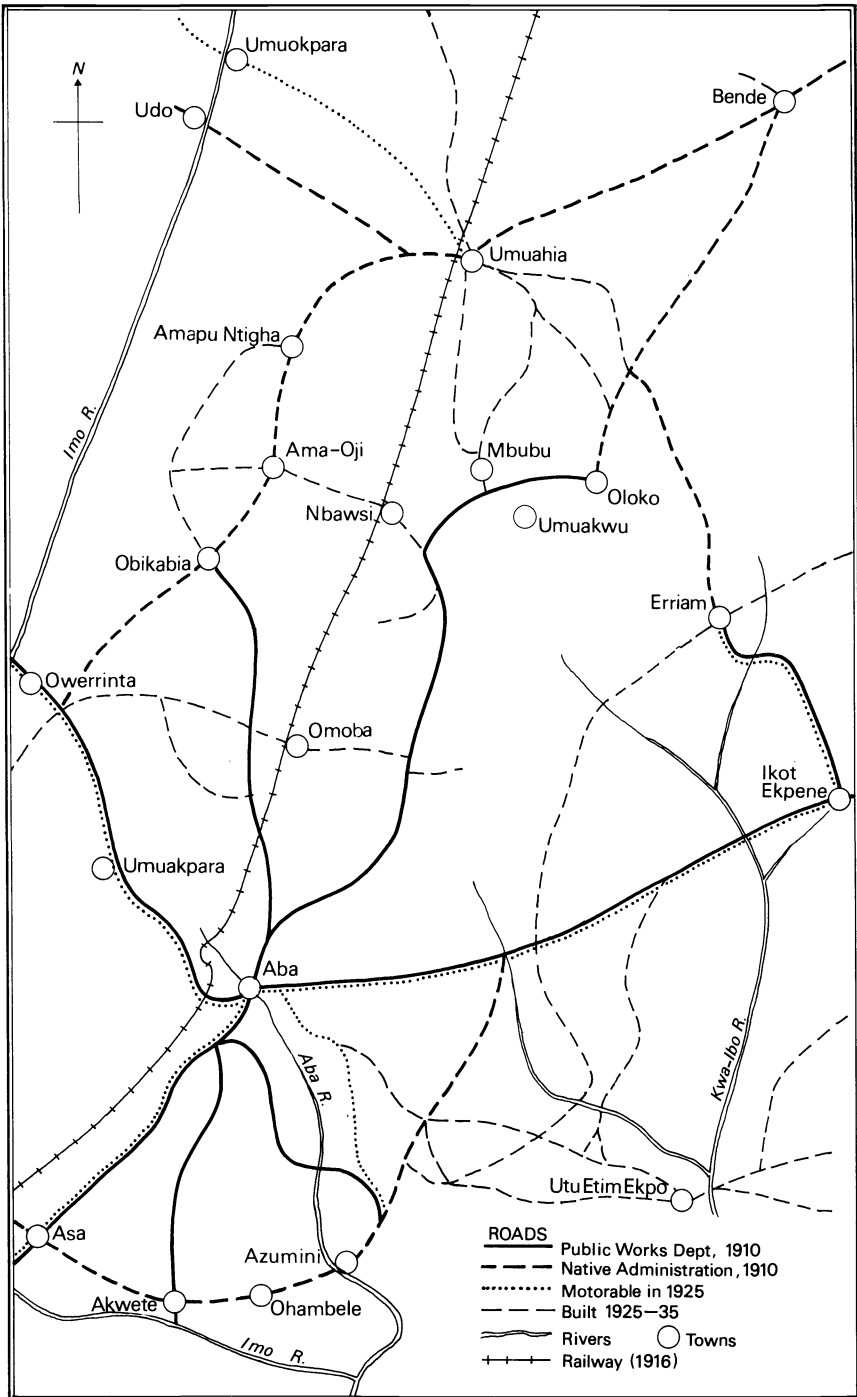 Umuokpara
N
Udo
Bende
Umuahia
Amapu Ntigha
Imo R.
Ama-Oji
Mbubu
Oloko
Nbawsi
Umuakwu
Obikabia
Erriam
Owerrinta
Omoba
Ikot
Ekpene
Umuakpara
Aba
Aba R.
Kwa-Ibo R.
Utu Etim Ekpo
Asa
Azumini
Akwete
Ohambele
Imo R.
ROADS
Public Works Dept, 1910
Native Administration, 1910
Motorable in 1925
Built 1925–35
Rivers Towns
Railway (1916)